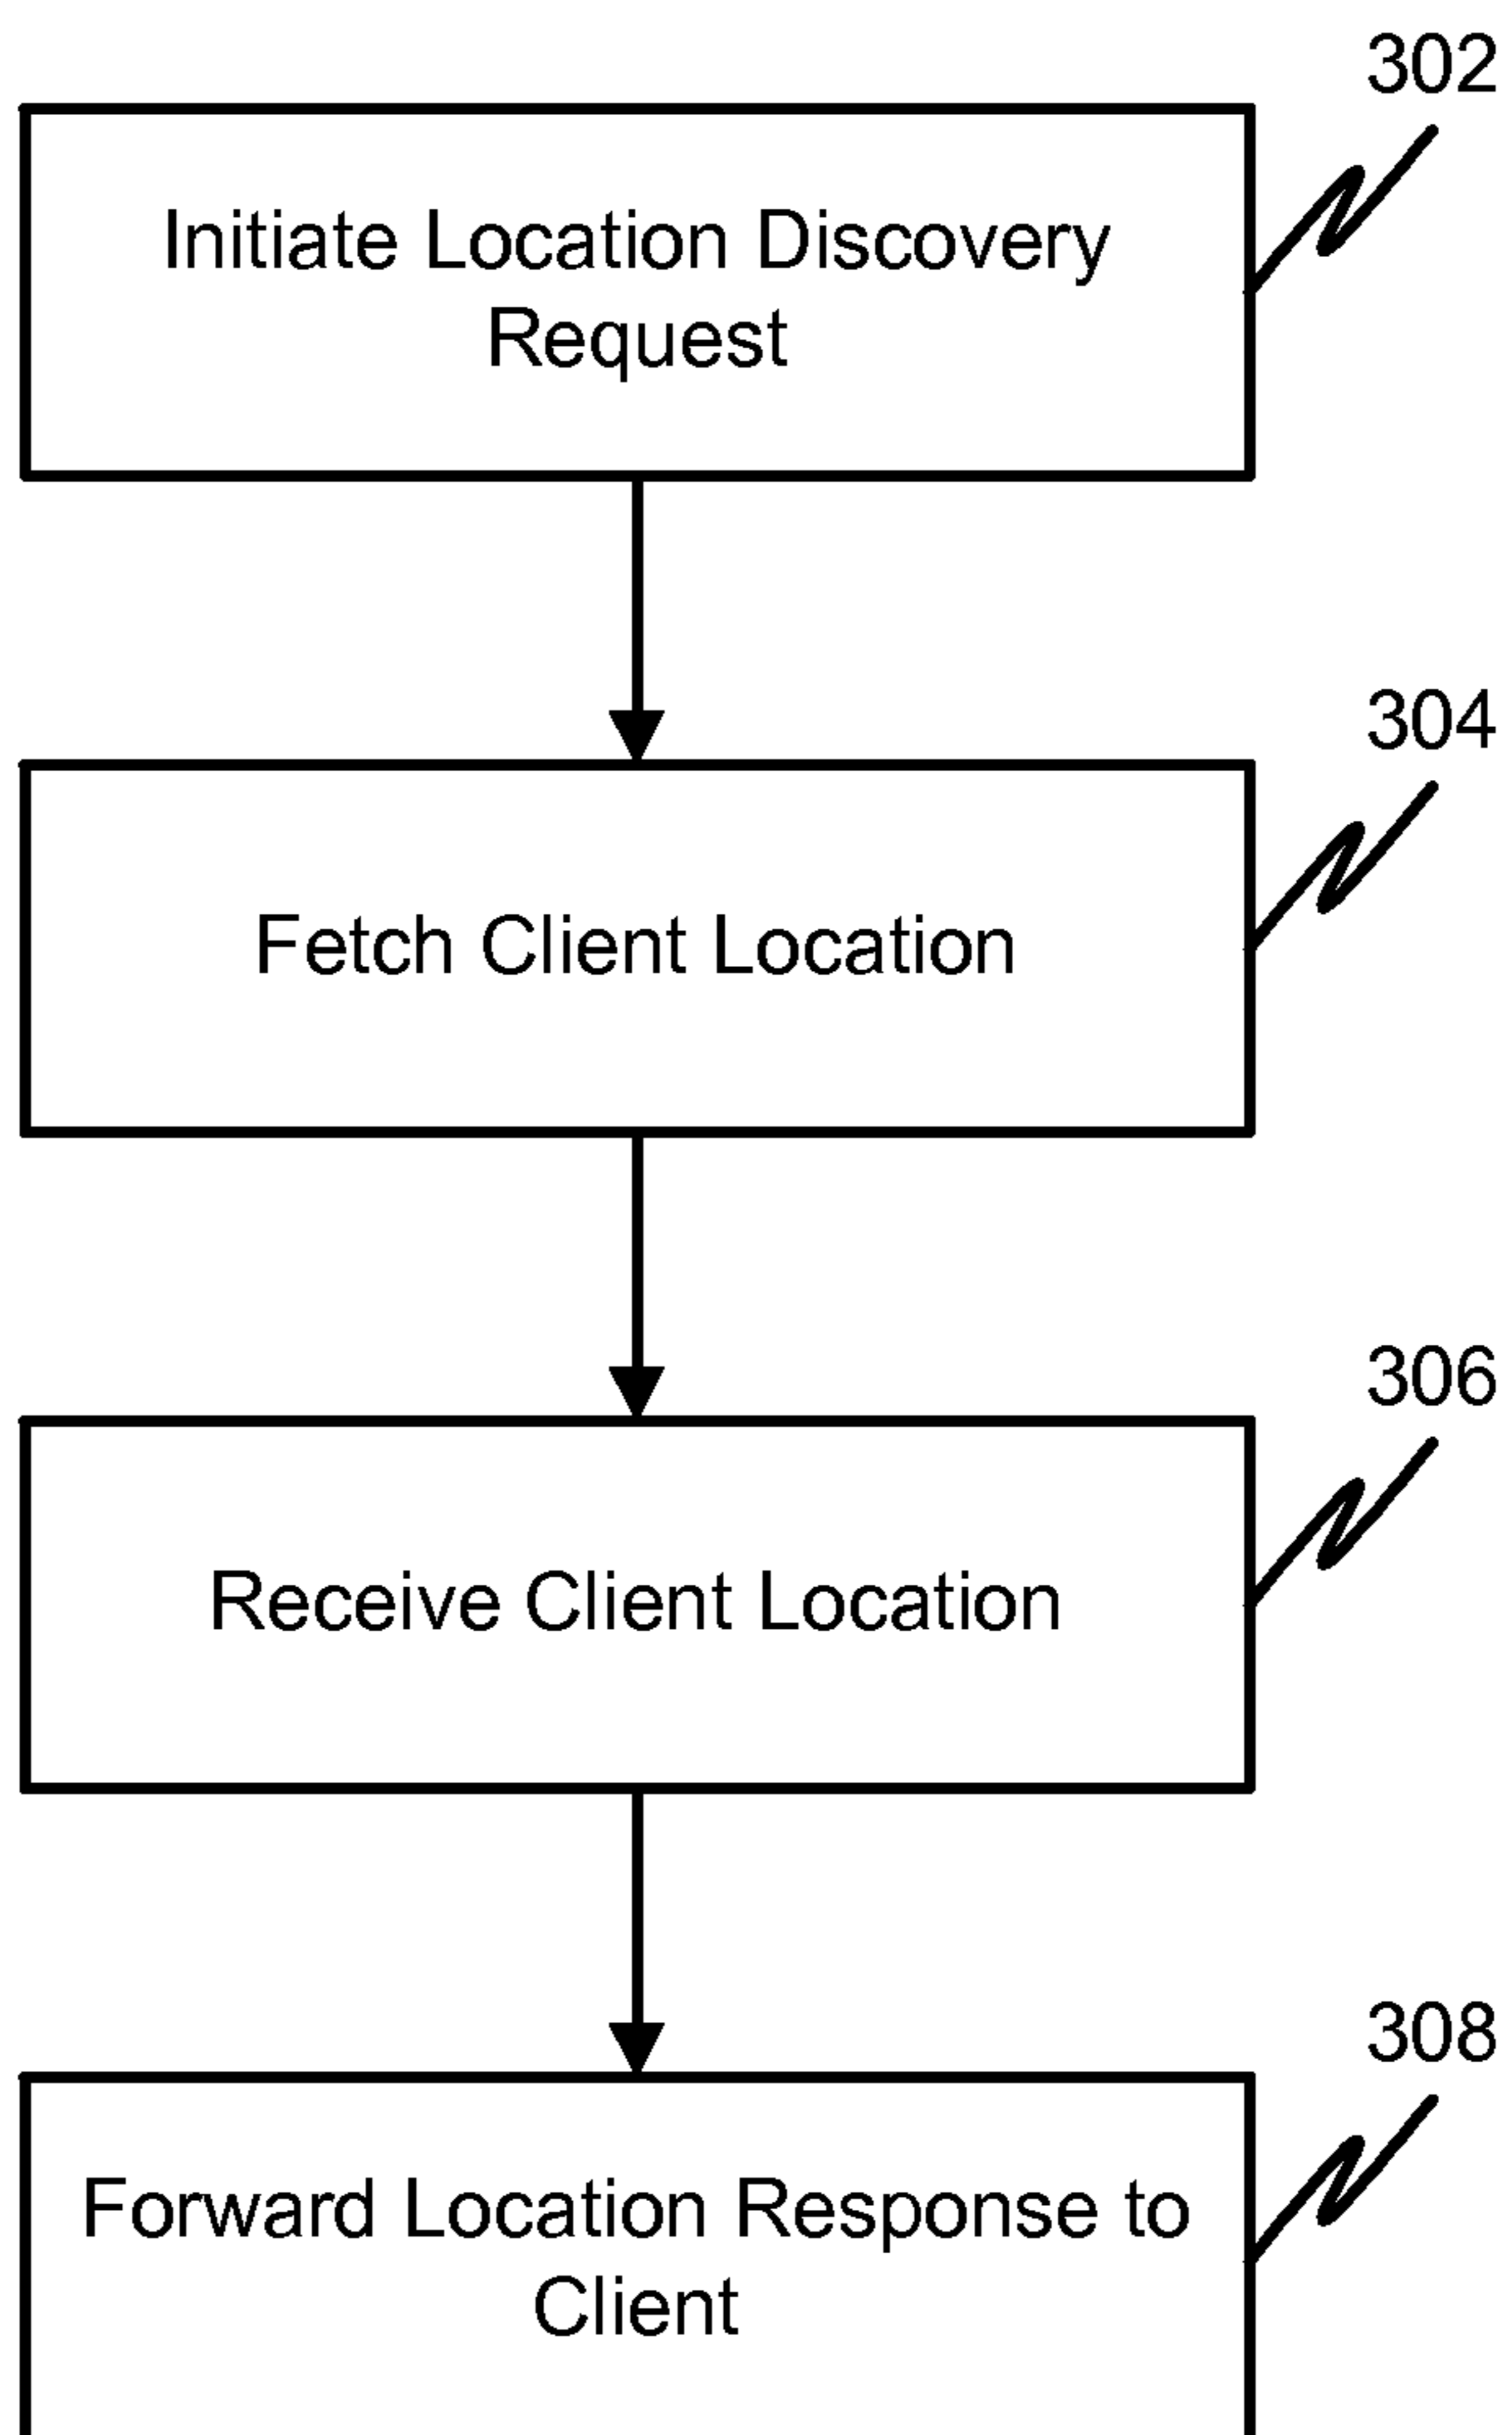 302
Initiate Location Discovery
Request
304
Fetch Client Location
306
Receive Client Location
308
Forward Location Response to
Client